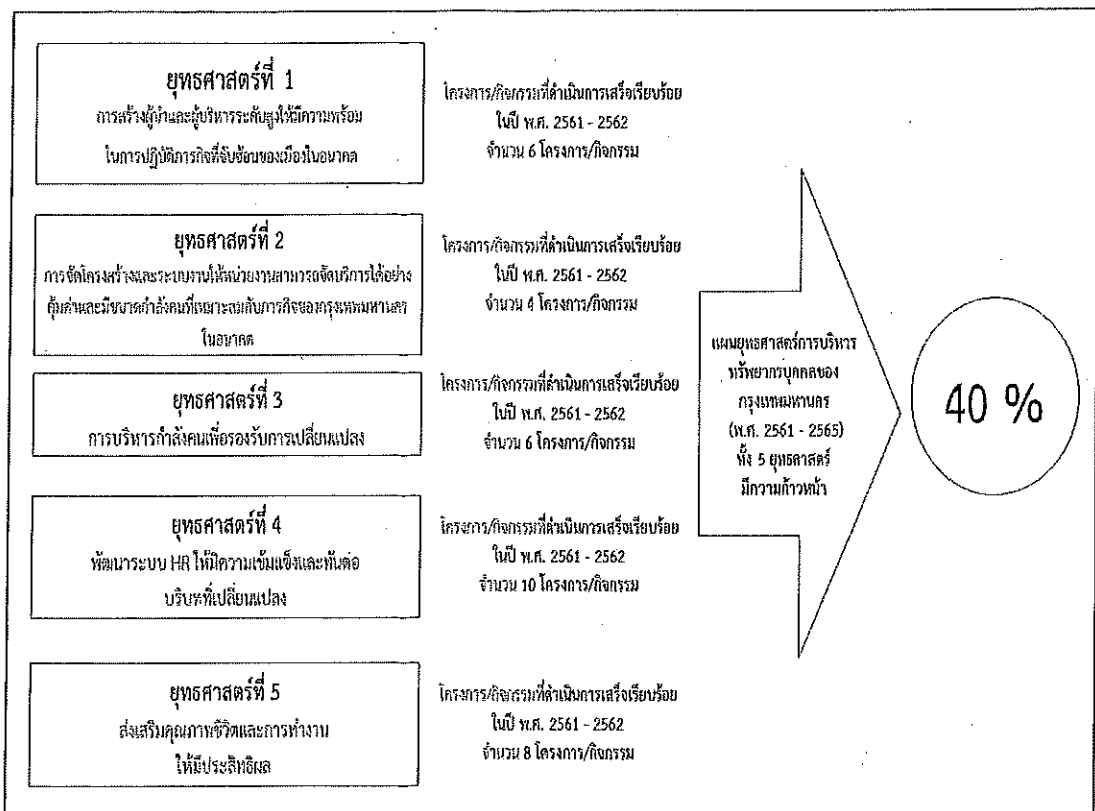 ยุทธศาสตร์ที่ 1
การสร้างผู้นำและผู้บริหารระดับสูงให้มีความพร้อม
ในการปฏิบัติภารกิจที่ซับซ้อนของเมืองในอนาคต
โครงการ/กิจกรรมที่ดำเนินการเสร็จเรียบร้อย
ในปี พ.ศ. 2561 - 2562
จำนวน 6 โครงการ/กิจกรรม
ยุทธศาสตร์ที่ 2
การจัดโครงสร้างและระบบงานให้หน่วยงานสามารถจัดบริการได้อย่าง
คุ้มค่าและมีขนาดกำลังคนที่เหมาะสมกับภารกิจของกรุงเทพมหานคร
ในอนาคต
โครงการ/กิจกรรมที่ดำเนินการเสร็จเรียบร้อย
ในปี พ.ศ. 2561 - 2562
จำนวน 4 โครงการ/กิจกรรม
ยุทธศาสตร์ที่ 3
การบริหารกำลังคนเพื่อรองรับการเปลี่ยนแปลง
โครงการ/กิจกรรมที่ดำเนินการเสร็จเรียบร้อย
ในปี พ.ศ. 2561 - 2562
จำนวน 6 โครงการ/กิจกรรม
ยุทธศาสตร์ที่ 4
พัฒนาระบบ HR ให้มีความเข้มแข็งและทันต่อ
บริบทที่เปลี่ยนแปลง
โครงการ/กิจกรรมที่ดำเนินการเสร็จเรียบร้อย
ในปี พ.ศ. 2561 - 2562
จำนวน 10 โครงการ/กิจกรรม
ยุทธศาสตร์ที่ 5
ส่งเสริมคุณภาพชีวิตและการทำงาน
ให้มีประสิทธิผล
โครงการ/กิจกรรมที่ดำเนินการเสร็จเรียบร้อย
ในปี พ.ศ. 2561 - 2562
จำนวน 8 โครงการ/กิจกรรม
แผนยุทธศาสตร์การบริหาร
ทรัพยากรบุคคลของ
กรุงเทพมหานคร
(พ.ศ. 2561 - 2565)
ทั้ง 5 ยุทธศาสตร์
มีความก้าวหน้า
40 %